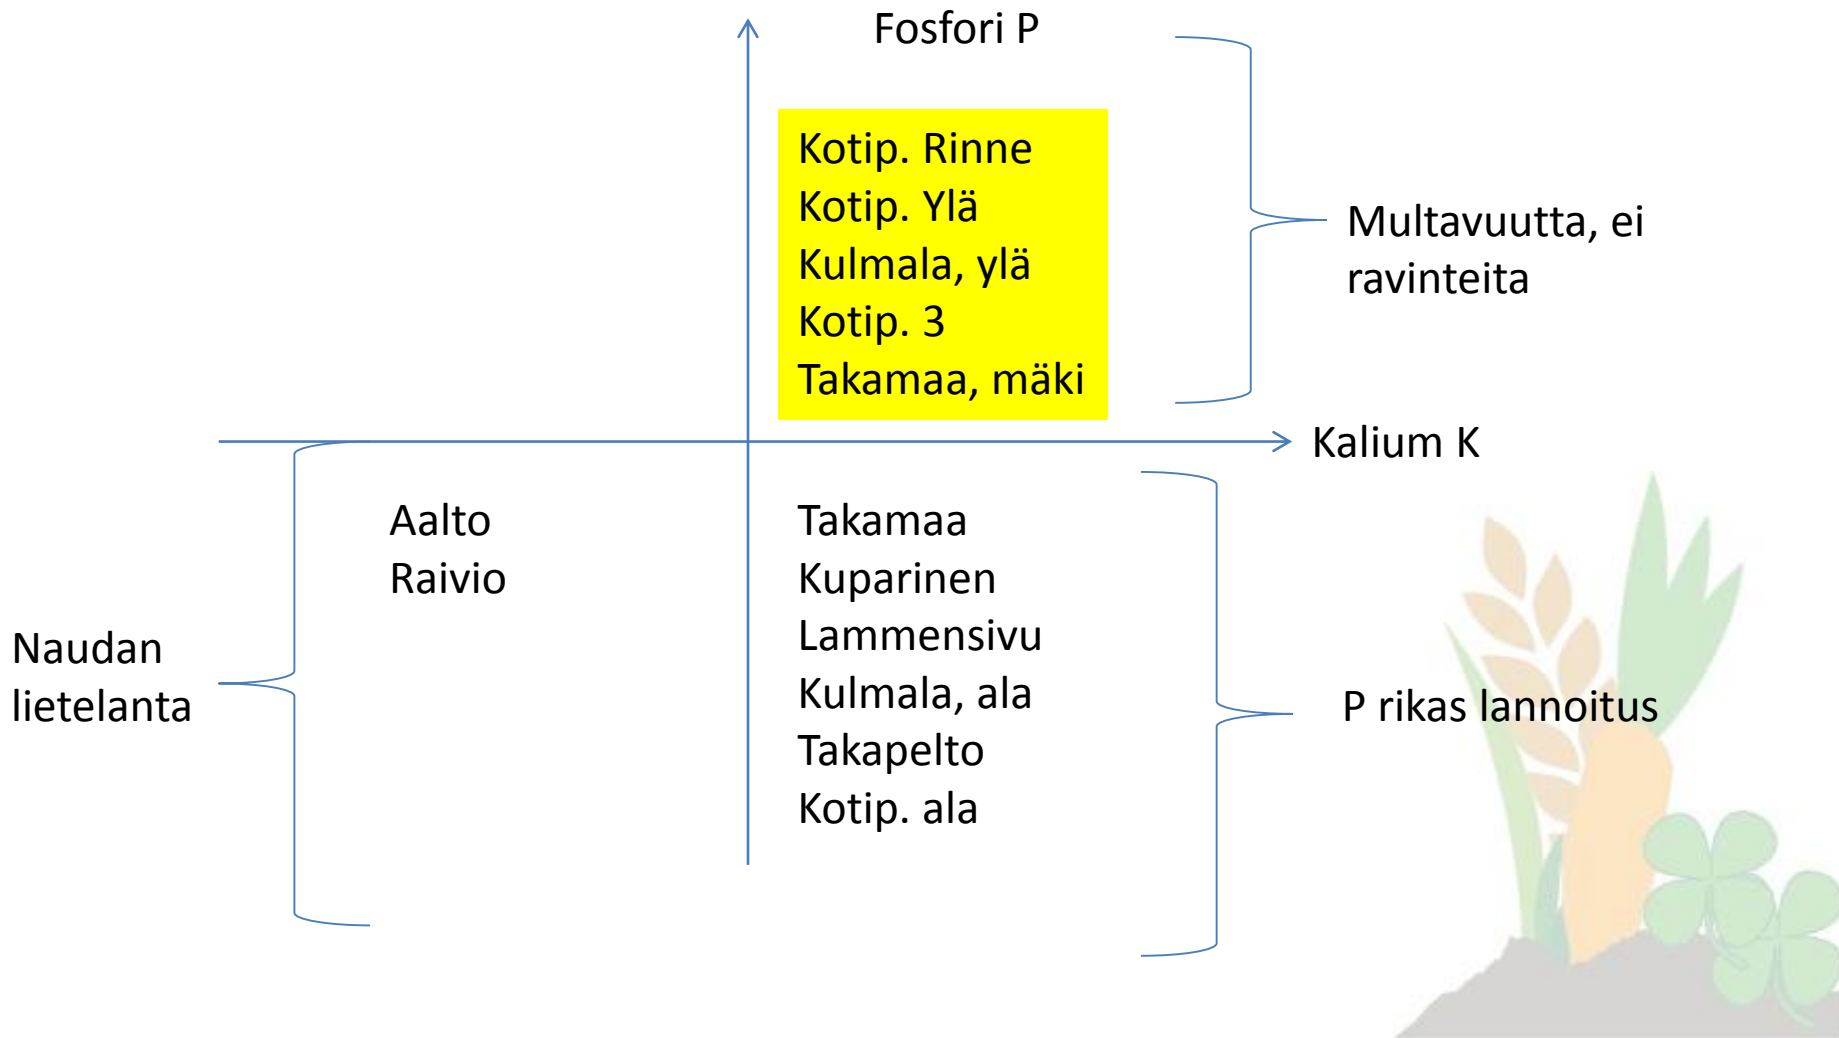 Fosfori P
Kotip. Rinne
Kotip. Ylä
Kulmala, ylä
Kotip. 3
Takamaa, mäki
Multavuutta, ei
ravinteita
Kalium K
Aalto
Raivio
Naudan
lietelanta
Takamaa
Kuparinen
Lammensivu
Kulmala, ala
Takapelto
Kotip. ala
P rikas lannoitus